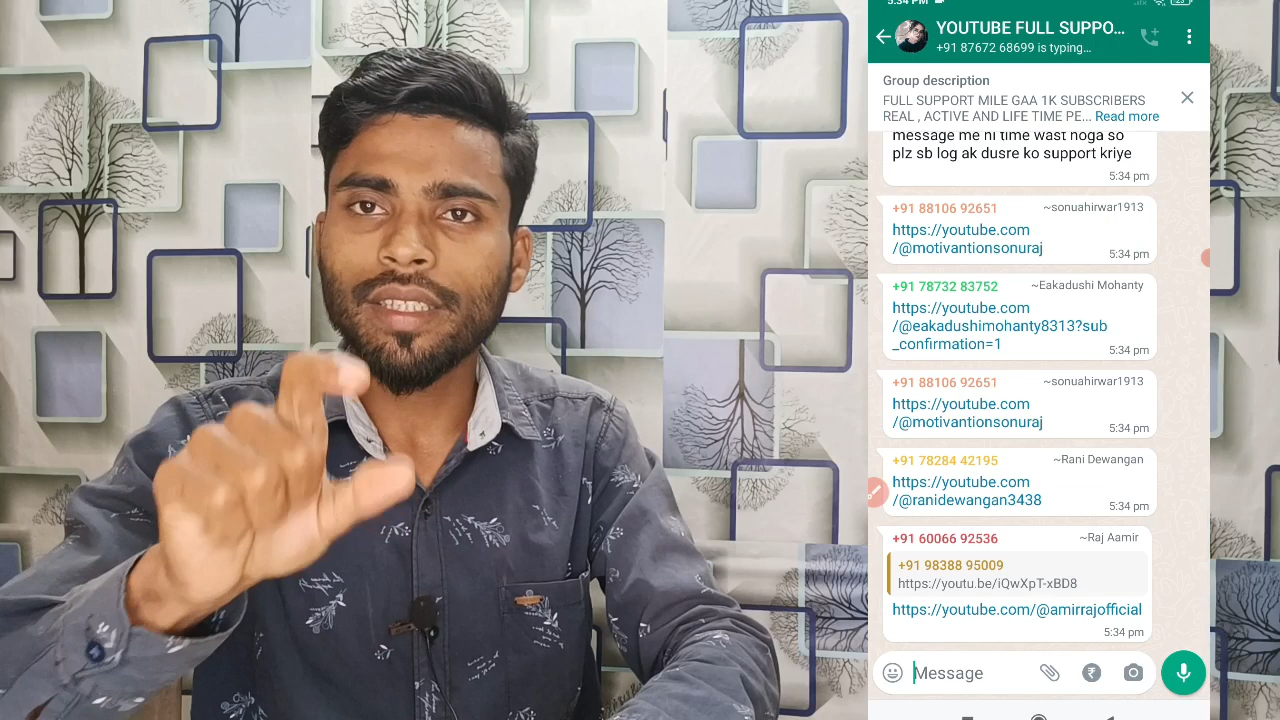 5:34 PM
YOUTUBE FULL SUPPO...
+91 87672 68699 is typing...
Group description
FULL SUPPORT MILE GAA 1K SUBSCRIBERS
REAL , ACTIVE AND LIFE TIME PE... Read more
message me hi time wast hoga so
plz sb log ak dusre ko support kriye
5:34 pm
+91 88106 92651 ~sonuahirwar1913
https://youtube.com
/@motivantionsonuraj
5:34 pm
+91 78732 83752 ~Eakadushi Mohanty
https://youtube.com
/@eakadushimohanty8313?sub
_confirmation=1
5:34 pm
+91 88106 92651 ~sonuahirwar1913
https://youtube.com
/@motivantionsonuraj
5:34 pm
+91 78284 42195 ~Rani Dewangan
https://youtube.com
/@ranidewangan3438
5:34 pm
+91 60066 92536 ~Raj Aamir
+91 98388 95009
https://youtu.be/iQwXpT-xBD8
https://youtube.com/@amirrajofficial
5:34 pm
Message